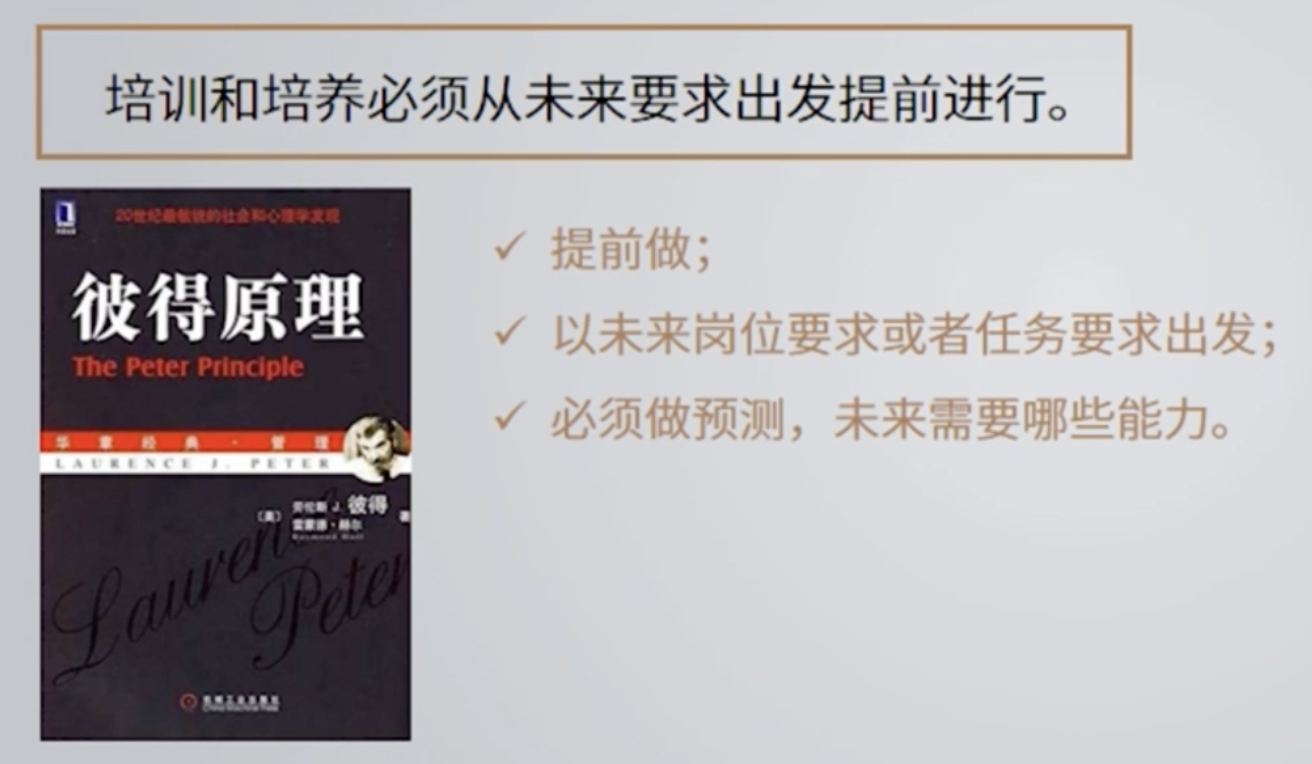 培训和培养必须从未来要求出发提前进行。
20世纪最敏锐的社会和心理学发现
彼得原理
The Peter Principle
华章经典·管理
LAURENCE J. PETER
（美） 劳伦斯 J. 彼得
雷蒙德·赫尔 著
Raymond Hull
Laurence
Peter
机械工业出版社
China Machine Press
✓ 提前做；
✓ 以未来岗位要求或者任务要求出发；
✓ 必须做预测，未来需要哪些能力。